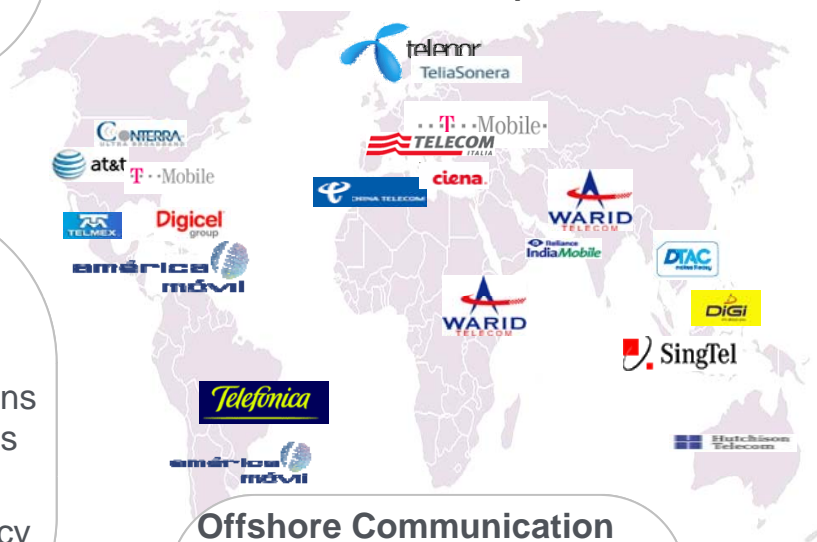 telenor
TeliaSonera
CONTERRA
ULTRA BROADBAND
at&t
T··Mobile
··T··Mobile·
TELECOM
ITALIA
ciena.
CHINA TELECOM
WARID
TELECOM
Reliance
IndiaMobile
TELMEX
Digicel
group
américa
móvil
DTAC
DiGi
WARID
TELECOM
SingTel
Telefónica
Hutchison
Telecom
américa
móvil
ns
s
cy
Offshore Communication